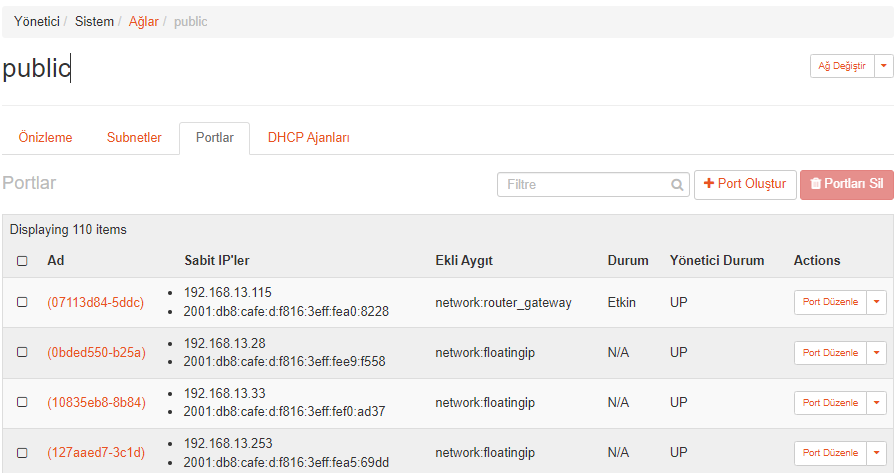 Yönetici / Sistem / Ağlar / public
public
Ağ Değiştir
Önizleme Subnetler Portlar DHCP Ajanları
Portlar Filtre + Port Oluştur Portları Sil
Displaying 110 items
Ad Sabit IP'ler Ekli Aygıt Durum Yönetici Durum Actions
(07113d84-5ddc) • 192.168.13.115 network:router_gateway Etkin UP Port Düzenle
• 2001:db8:cafe:d:f816:3eff:fea0:8228
(0bded550-b25a) • 192.168.13.28 network:floatingip N/A UP Port Düzenle
• 2001:db8:cafe:d:f816:3eff:fee9:f558
(10835eb8-8b84) • 192.168.13.33 network:floatingip N/A UP Port Düzenle
• 2001:db8:cafe:d:f816:3eff:fef0:ad37
(127aaed7-3c1d) • 192.168.13.253 network:floatingip N/A UP Port Düzenle
• 2001:db8:cafe:d:f816:3eff:fea5:69dd